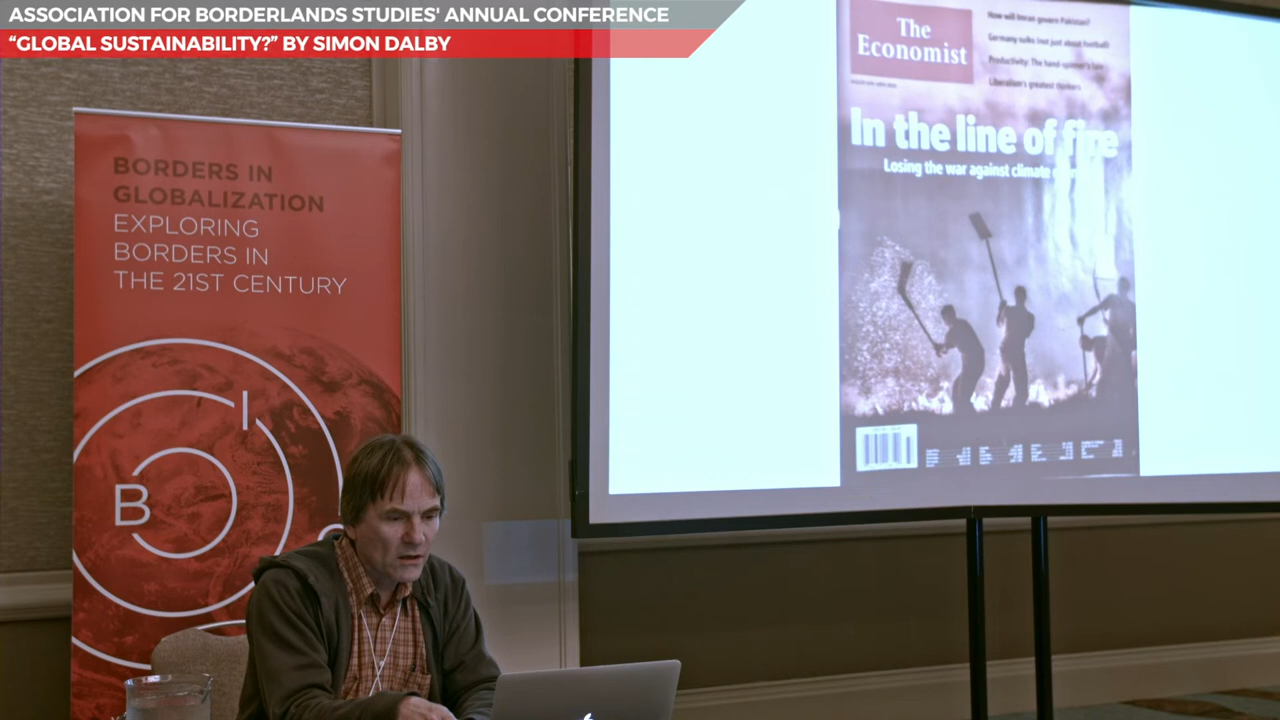 ASSOCIATION FOR BORDERLANDS STUDIES' ANNUAL CONFERENCE
“GLOBAL SUSTAINABILITY?” BY SIMON DALBY
BORDERS IN
GLOBALIZATION
EXPLORING
BORDERS IN
THE 21ST CENTURY
B
I
The
Economist
How will Imran govern Pakistan?
Germany sulks (not just about football)
Productivity: The hand-spinner's tale
Liberalism's greatest thinkers
In the line of fire
Losing the war against climate